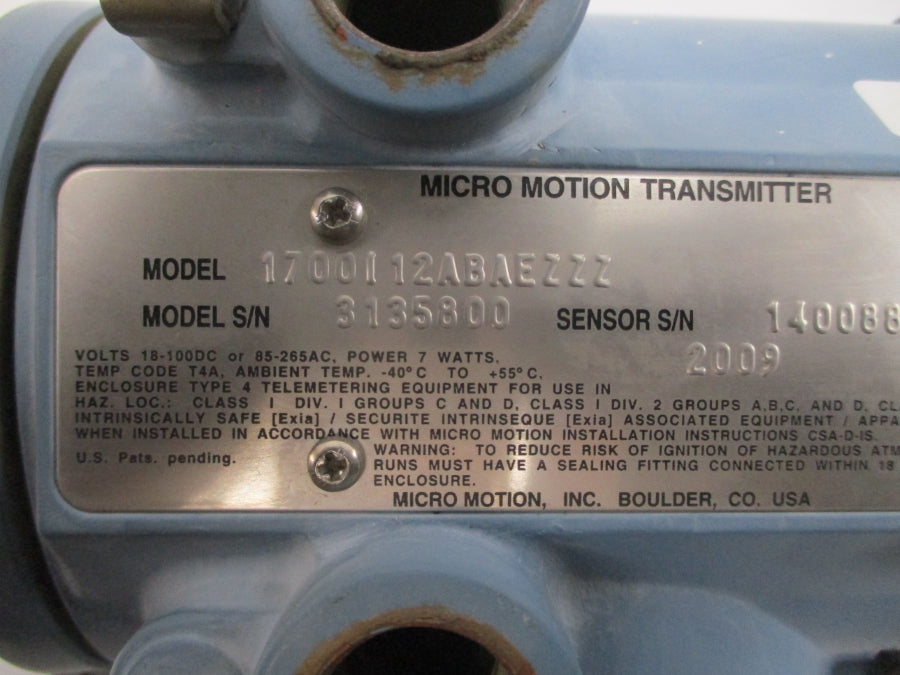 MICRO MOTION TRANSMITTER
MODEL 1700I12ABAEZZZ
MODEL S/N 3135800 SENSOR S/N 140088
2009
VOLTS 18-100DC or 85-265AC, POWER 7 WATTS.
TEMP CODE T4A, AMBIENT TEMP. -40°C TO +55°C.
ENCLOSURE TYPE 4 TELEMETERING EQUIPMENT FOR USE IN
HAZ. LOC.: CLASS I DIV. I GROUPS C AND D, CLASS I DIV. 2 GROUPS A,B,C, AND D, CL
INTRINSICALLY SAFE [Exia] / SECURITE INTRINSEQUE [Exia] ASSOCIATED EQUIPMENT / APPA
WHEN INSTALLED IN ACCORDANCE WITH MICRO MOTION INSTALLATION INSTRUCTIONS CSA-D-IS.
U.S. Pats. pending. WARNING: TO REDUCE RISK OF IGNITION OF HAZARDOUS ATM
RUNS MUST HAVE A SEALING FITTING CONNECTED WITHIN 18
ENCLOSURE.
MICRO MOTION, INC. BOULDER, CO. USA